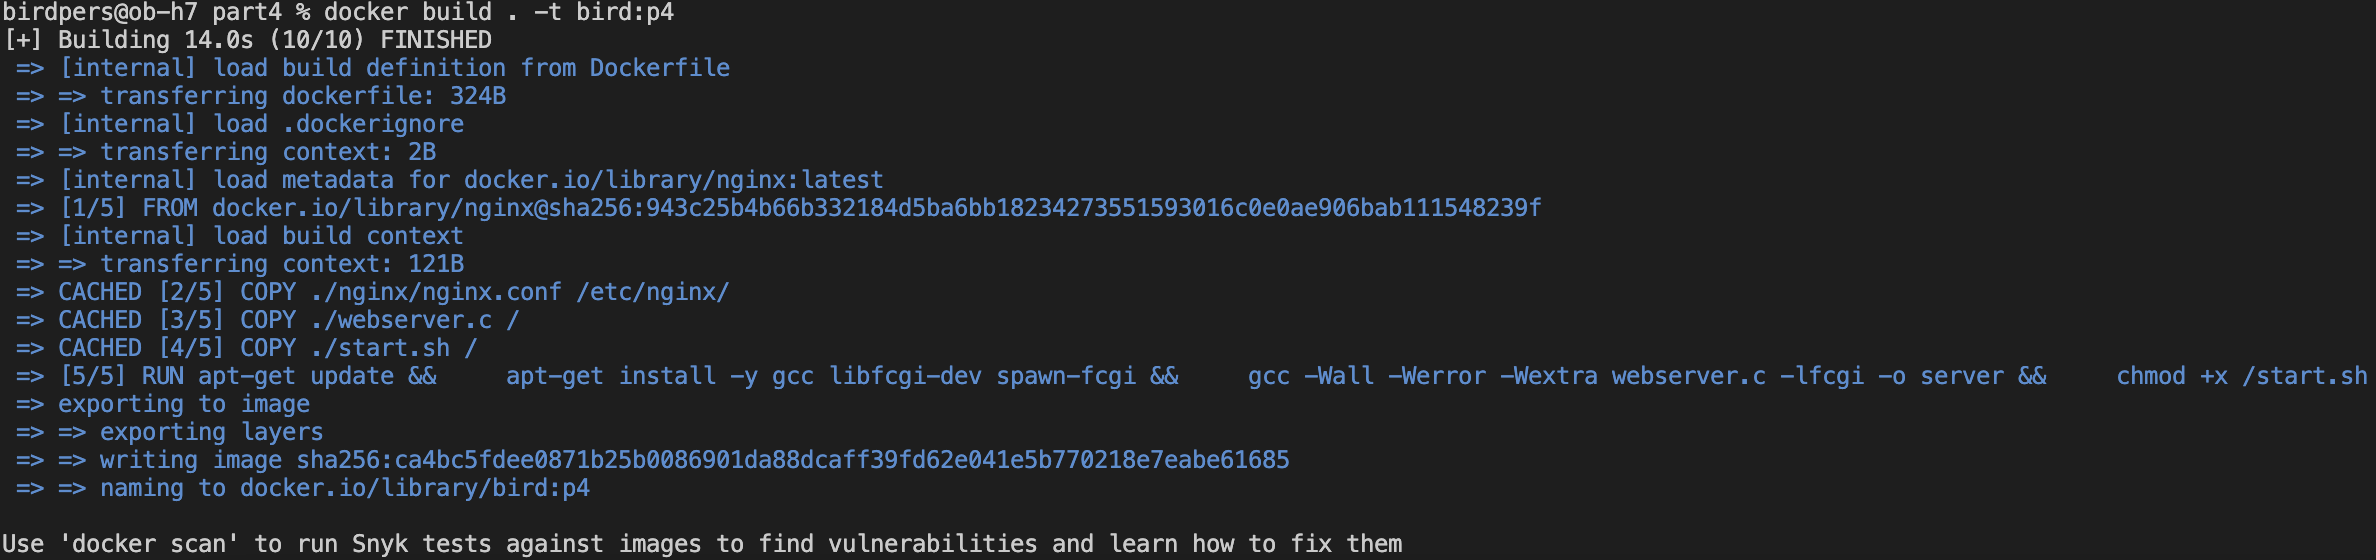 birdpers@ob-h7 part4 % docker build . -t bird:p4
[+] Building 14.0s (10/10) FINISHED
=> [internal] load build definition from Dockerfile
=> => transferring dockerfile: 324B
=> [internal] load .dockerignore
=> => transferring context: 2B
=> [internal] load metadata for docker.io/library/nginx:latest
=> [1/5] FROM docker.io/library/nginx@sha256:943c25b4b66b332184d5ba6bb18234273551593016c0e0ae906bab111548239f
=> [internal] load build context
=> => transferring context: 121B
=> CACHED [2/5] COPY ./nginx/nginx.conf /etc/nginx/
=> CACHED [3/5] COPY ./webserver.c /
=> CACHED [4/5] COPY ./start.sh /
=> [5/5] RUN apt-get update &&     apt-get install -y gcc libfcgi-dev spawn-fcgi &&     gcc -Wall -Werror -Wextra webserver.c -lfcgi -o server &&     chmod +x /start.sh
=> exporting to image
=> => exporting layers
=> => writing image sha256:ca4bc5fdee0871b25b0086901da88dcaff39fd62e041e5b770218e7eabe61685
=> => naming to docker.io/library/bird:p4

Use 'docker scan' to run Snyk tests against images to find vulnerabilities and learn how to fix them